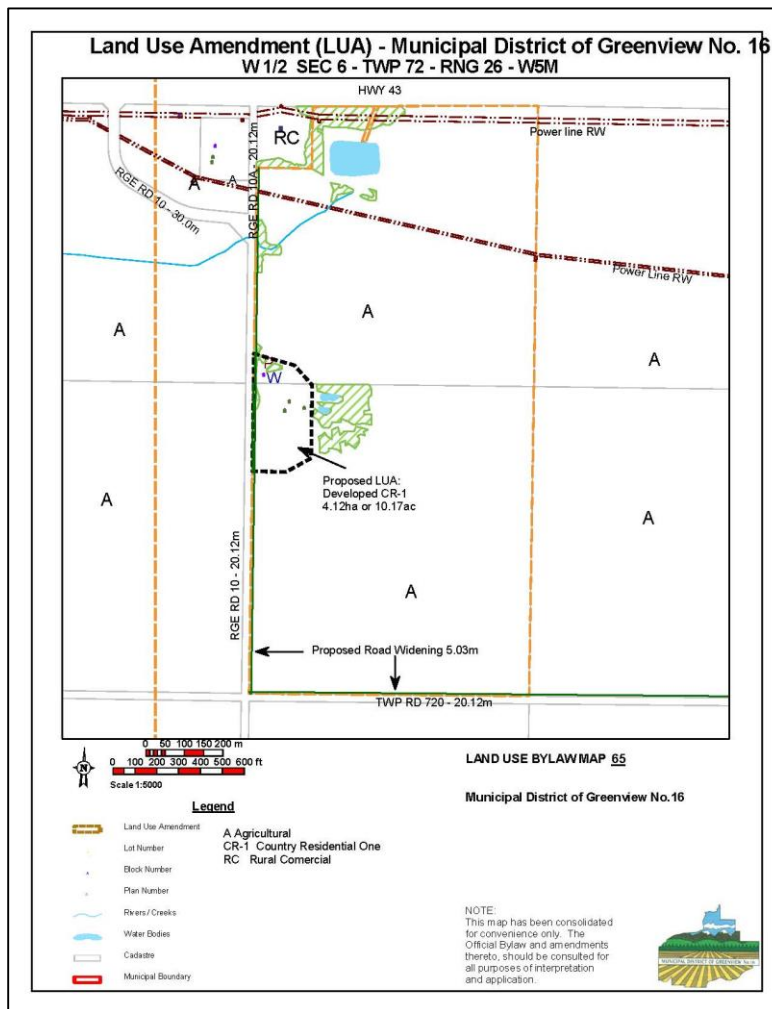 Land Use Amendment (LUA) - Municipal District of Greenview No. 16
W 1/2 SEC 6 - TWP 72 - RNG 26 - W5M
HWY 43
Power line RW
RC
RGE RD 10A - 20.12m
A
A
RGE RD 10 - 30.0m
Power Line RW
A
A
A
W
Proposed LUA:
Developed CR-1
4.12ha or 10.17ac
A
A
A
RGE RD 10 - 20.12m
Proposed Road Widening 5.03m
TWP RD 720 - 20.12m
0 50 100 150 200 m
0 100 200 300 400 500 600 ft
N
Scale 1:5000
LAND USE BYLAW MAP 65
Municipal District of Greenview No.16
Legend
Land Use Amendment
Lot Number
Block Number
Plan Number
Rivers / Creeks
Water Bodies
Cadastre
Municipal Boundary
A Agricultural
CR-1 Country Residential One
RC Rural Comercial
NOTE:
This map has been consolidated
for convenience only. The
Official Bylaw and amendments
thereto, should be consulted for
all purposes of interpretation
and application.
MUNICIPAL DISTRICT OF GREENVIEW No. 16